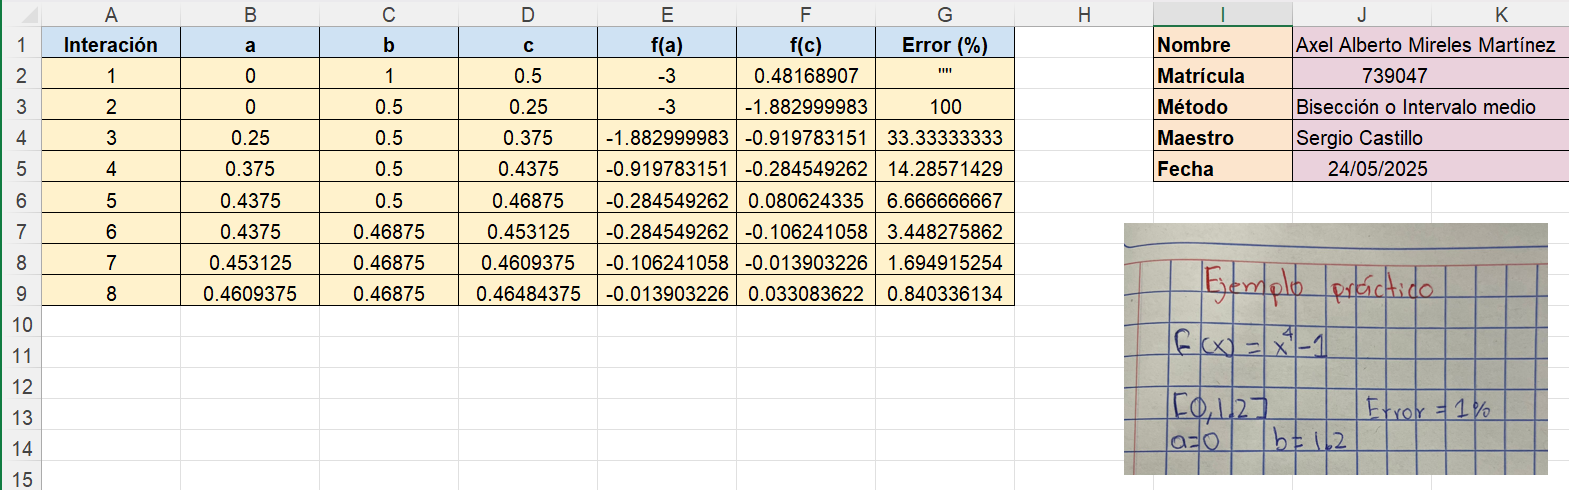 A B C D E F G H I J K
1 Interación a b c f(a) f(c) Error (%) Nombre Axel Alberto Mireles Martínez
2 1 0 1 0.5 -3 0.48168907 "" Matrícula 739047
3 2 0 0.5 0.25 -3 -1.882999983 100 Método Bisección o Intervalo medio
4 3 0.25 0.5 0.375 -1.882999983 -0.919783151 33.33333333 Maestro Sergio Castillo
5 4 0.375 0.5 0.4375 -0.919783151 -0.284549262 14.28571429 Fecha 24/05/2025
6 5 0.4375 0.5 0.46875 -0.284549262 0.080624335 6.666666667
7 6 0.4375 0.46875 0.453125 -0.284549262 -0.106241058 3.448275862
8 7 0.453125 0.46875 0.4609375 -0.106241058 -0.013903226 1.694915254
9 8 0.4609375 0.46875 0.46484375 -0.013903226 0.033083622 0.840336134
10
11
12
13
14
15
Ejemplo práctico
f(x) = x⁴-1
[0,1.2] Error = 1%
a=0 b= 1.2